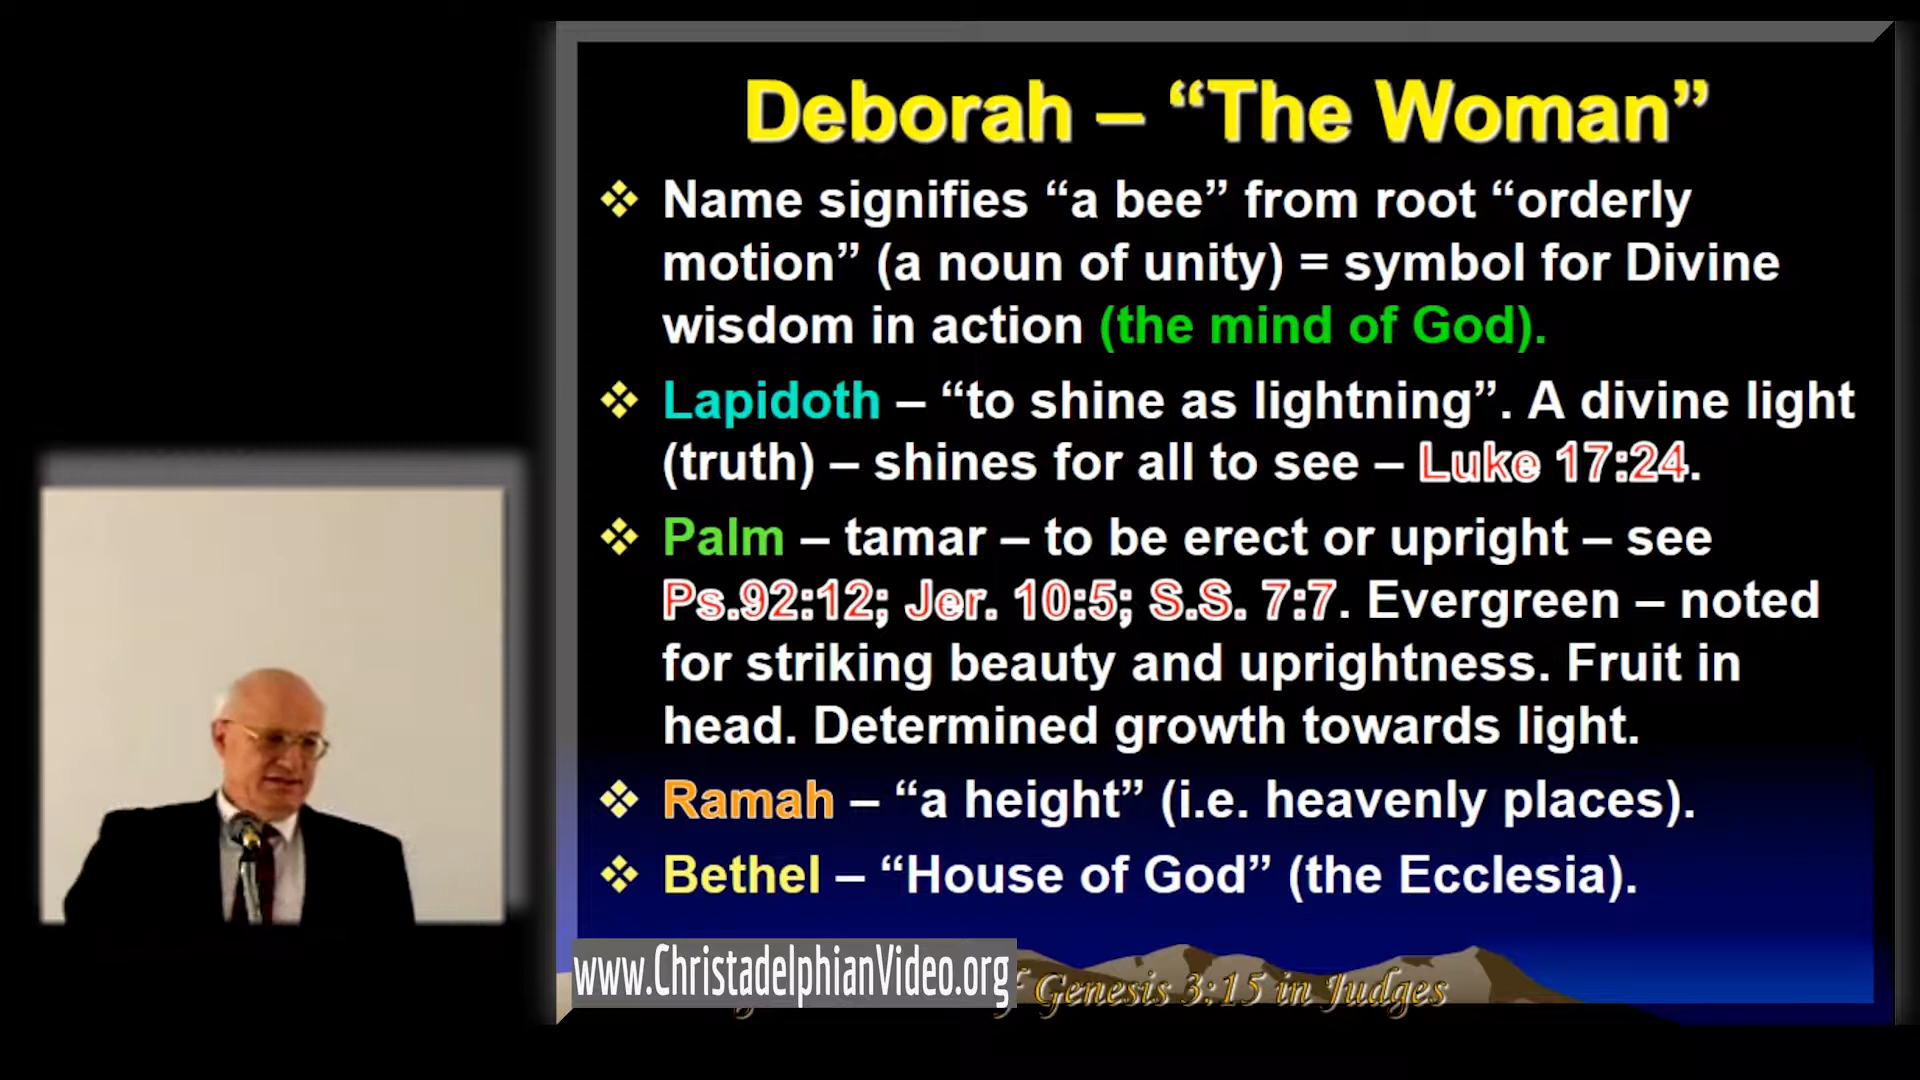 Deborah – “The Woman”
Name signifies “a bee” from root “orderly
motion” (a noun of unity) = symbol for Divine
wisdom in action (the mind of God).
Lapidoth – “to shine as lightning”. A divine light
(truth) – shines for all to see – Luke 17:24.
Palm – tamar – to be erect or upright – see
Ps.92:12; Jer. 10:5; S.S. 7:7. Evergreen – noted
for striking beauty and uprightness. Fruit in
head. Determined growth towards light.
Ramah – “a height” (i.e. heavenly places).
Bethel – “House of God” (the Ecclesia).
www.ChristadelphianVideo.org
Genesis 3:15 in Judges